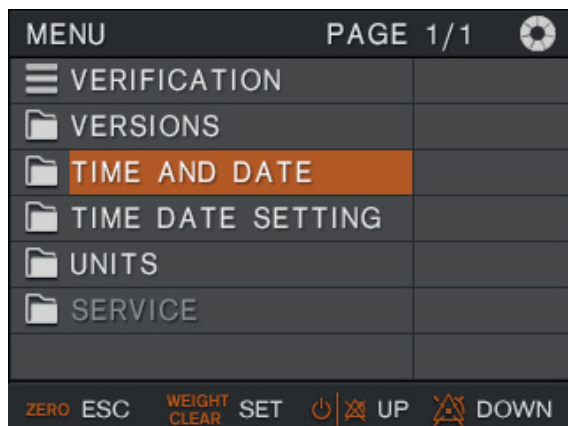 MENU PAGE 1/1
VERIFICATION
VERSIONS
TIME AND DATE
TIME DATE SETTING
UNITS
SERVICE
ZERO ESC WEIGHT CLEAR SET UP DOWN